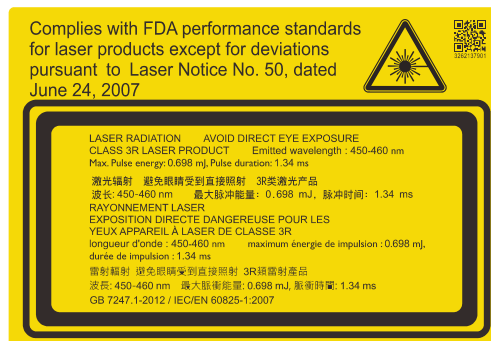 Complies with FDA performance standards
for laser products except for deviations
pursuant to Laser Notice No. 50, dated
June 24, 2007
3262137901
LASER RADIATION AVOID DIRECT EYE EXPOSURE
CLASS 3R LASER PRODUCT Emitted wavelength : 450-460 nm
Max. Pulse energy: 0.698 mJ, Pulse duration: 1.34 ms
激光辐射 避免眼睛受到直接照射 3R类激光产品
波长: 450-460 nm 最大脉冲能量: 0.698 mJ, 脉冲时间: 1.34 ms
RAYONNEMENT LASER
EXPOSITION DIRECTE DANGEREUSE POUR LES
YEUX APPAREIL À LASER DE CLASSE 3R
longueur d'onde : 450-460 nm maximum énergie de impulsion : 0.698 mJ,
durée de impulsion : 1.34 ms
雷射輻射 避免眼睛受到直接照射 3R類雷射產品
波長: 450-460 nm 最大脈衝能量: 0.698 mJ, 脈衝時間: 1.34 ms
GB 7247.1-2012 / IEC/EN 60825-1:2007